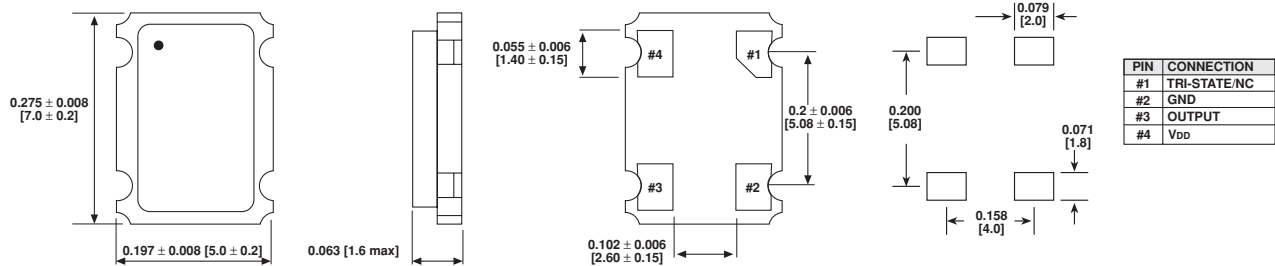 0.275 ± 0.008
[7.0 ± 0.2]
0.197 ± 0.008 [5.0 ± 0.2]
0.063 [1.6 max]
0.055 ± 0.006
[1.40 ± 0.15]
#4
#1
#3
#2
0.2 ± 0.006
[5.08 ± 0.15]
0.102 ± 0.006
[2.60 ± 0.15]
0.079
[2.0]
0.200
[5.08]
0.071
[1.8]
0.158
[4.0]
PIN CONNECTION
#1 TRI-STATE/NC
#2 GND
#3 OUTPUT
#4 VDD